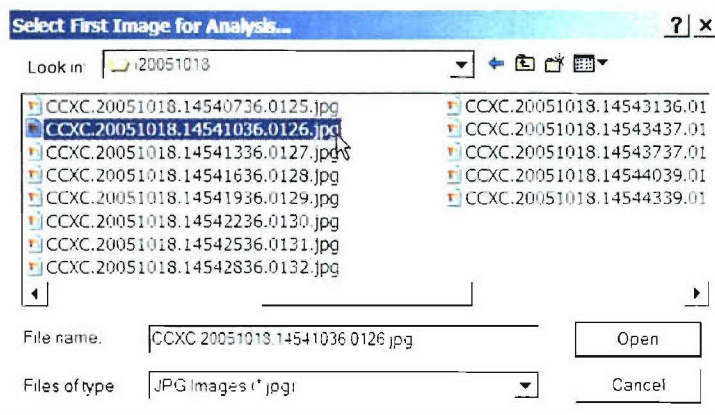 Select First Image for Analysis...
? x
Look in: i20051018
CCXC.20051018.14540736.0125.jpg
CCXC.20051018.14541036.0126.jpg
CCXC.20051018.14541336.0127.jpg
CCXC.20051018.14541636.0128.jpg
CCXC.20051018.14541936.0129.jpg
CCXC.20051018.14542236.0130.jpg
CCXC.20051018.14542536.0131.jpg
CCXC.20051018.14542836.0132.jpg
CCXC.20051018.14543136.01
CCXC.20051018.14543437.01
CCXC.20051018.14543737.01
CCXC.20051018.14544039.01
CCXC.20051018.14544339.01
File name: CCXC.20051018.14541036.0126.jpg
Open
Files of type JPG Images (*.jpg)
Cancel